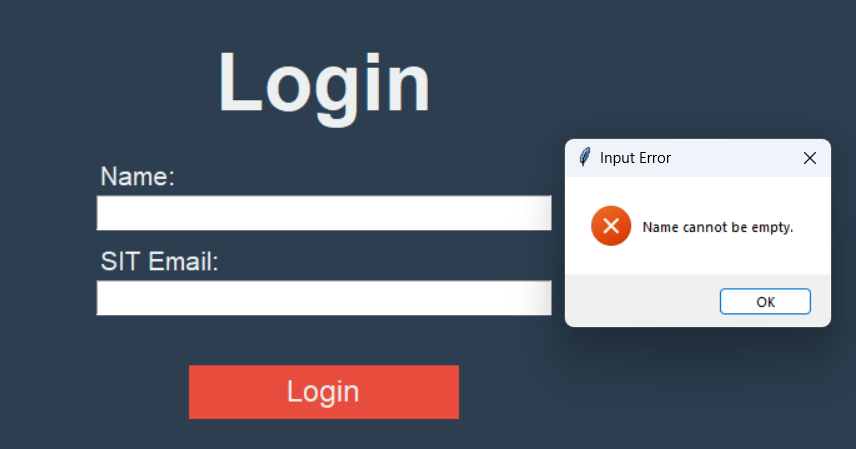 Login
Name:
SIT Email:
Login
Input Error
Name cannot be empty.
OK